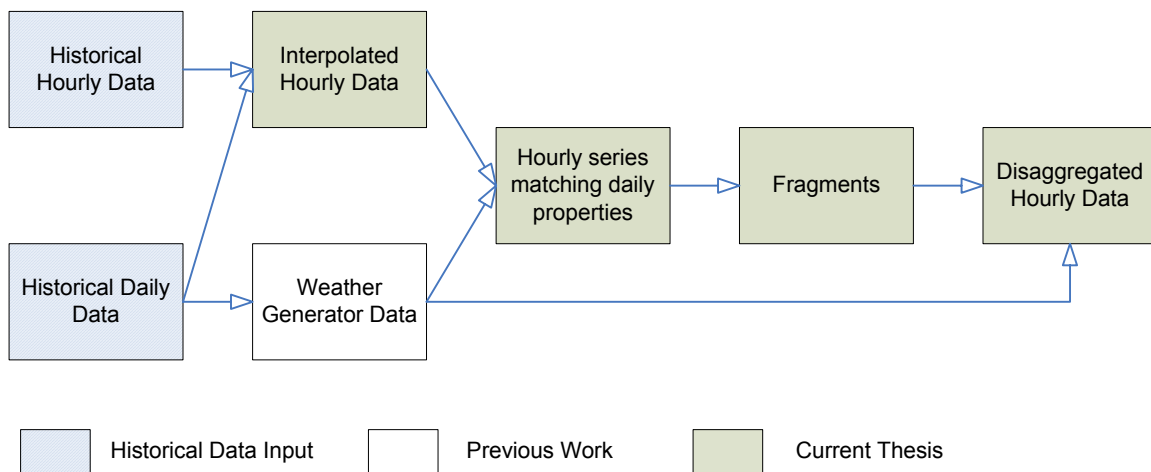 Historical
Hourly Data
Interpolated
Hourly Data
Hourly series
matching daily
properties
Fragments
Disaggregated
Hourly Data
Historical Daily
Data
Weather
Generator Data
Historical Data Input
Previous Work
Current Thesis